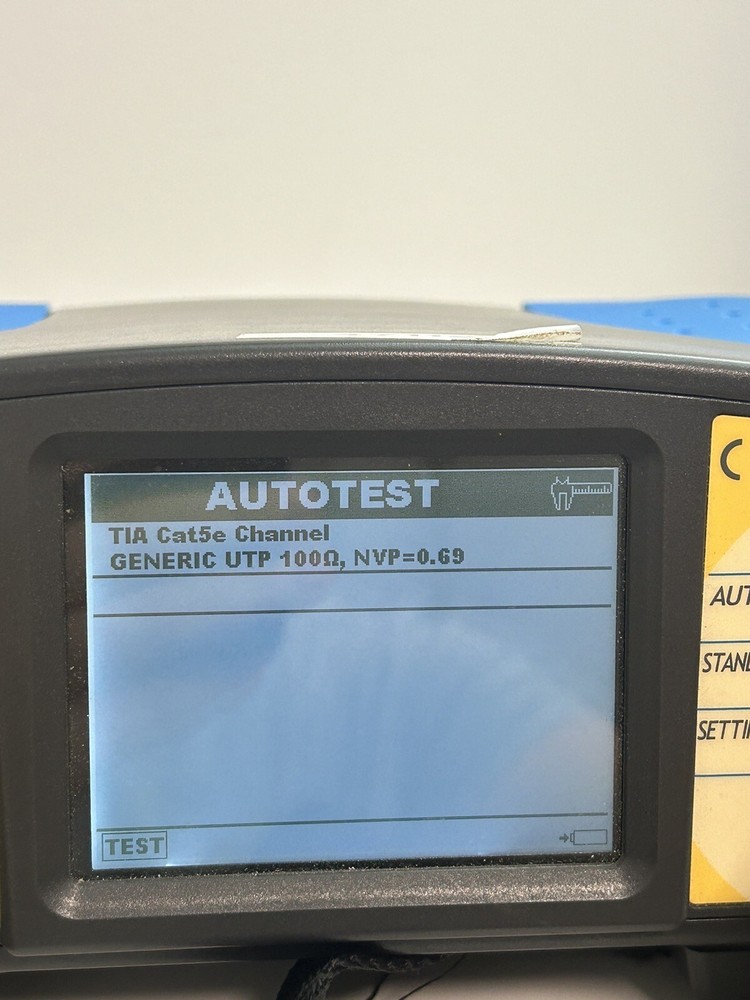 AUTOTEST
TIA Cat5e Channel
GENERIC UTP 100Ω, NVP=0.69
TEST